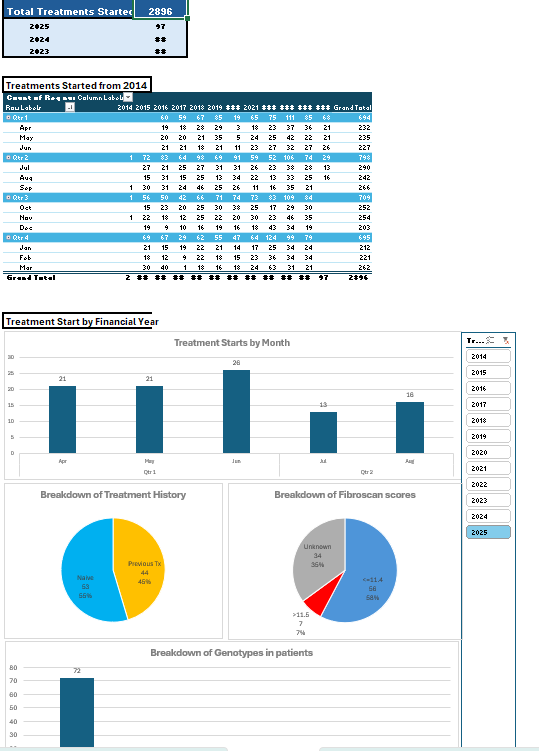 Total Treatments Started 2896
2025 97
2024 ##
2023 ##
Treatments Started from 2014
Count of Reg nu Column Labels
Row Labels 2014 2015 2016 2017 2018 2019 ### 2021 ### ### ### ### Grand Total
Qtr1 60 59 67 85 19 65 75 111 85 68 694
Apr 19 18 28 29 3 18 23 37 36 21 232
May 20 20 21 35 5 24 25 42 22 21 235
Jun 21 21 18 21 11 23 27 32 27 26 227
Qtr2 1 72 83 64 98 69 91 59 52 106 74 29 798
Jul 27 21 25 27 31 31 26 23 38 28 13 290
Aug 15 31 15 25 13 34 22 13 33 25 16 242
Sep 1 30 31 24 46 25 26 11 16 35 21 266
Qtr3 1 56 50 42 66 71 74 73 83 109 84 709
Oct 15 23 20 25 30 38 25 17 29 30 252
Nov 1 22 18 12 25 22 20 30 23 46 35 254
Dec 19 9 10 16 19 16 18 43 34 19 203
Qtr4 69 67 29 62 55 47 64 124 99 79 695
Jan 21 15 19 22 21 14 17 25 34 24 212
Feb 18 12 9 22 18 15 23 36 34 34 221
Mar 30 40 1 18 16 18 24 63 31 21 262
Grand Total 2 ## ## ## ## ## ## ## ## ## ## 97 2896
Treatment Start by Financial Year
Treatment Starts by Month
30
25
20
15
10
5
0
21
21
26
13
16
Apr May Jun Jul Aug
Qtr1 Qtr2
Tr...
2014
2015
2016
2017
2018
2019
2020
2021
2022
2023
2024
2025
Breakdown of Treatment History
Previous Tx
44
45%
Naive
53
55%
Breakdown of Fibroscan scores
Unknown
34
35%
<=11.4
56
58%
>11.5
7
7%
Breakdown of Genotypes in patients
80
70
60
50
40
30
72